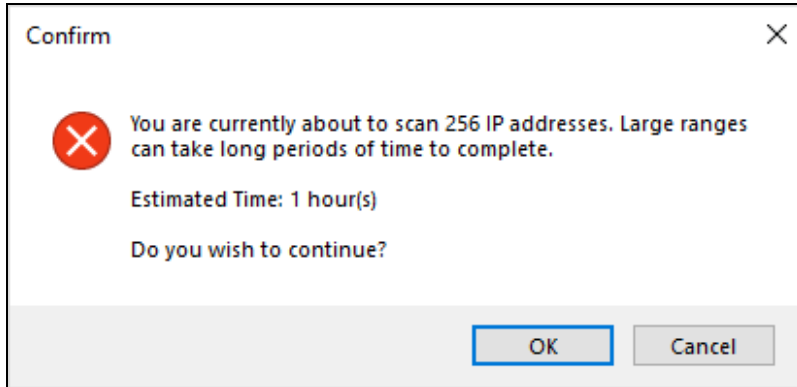 Confirm
You are currently about to scan 256 IP addresses. Large ranges
can take long periods of time to complete.
Estimated Time: 1 hour(s)
Do you wish to continue?
OK
Cancel